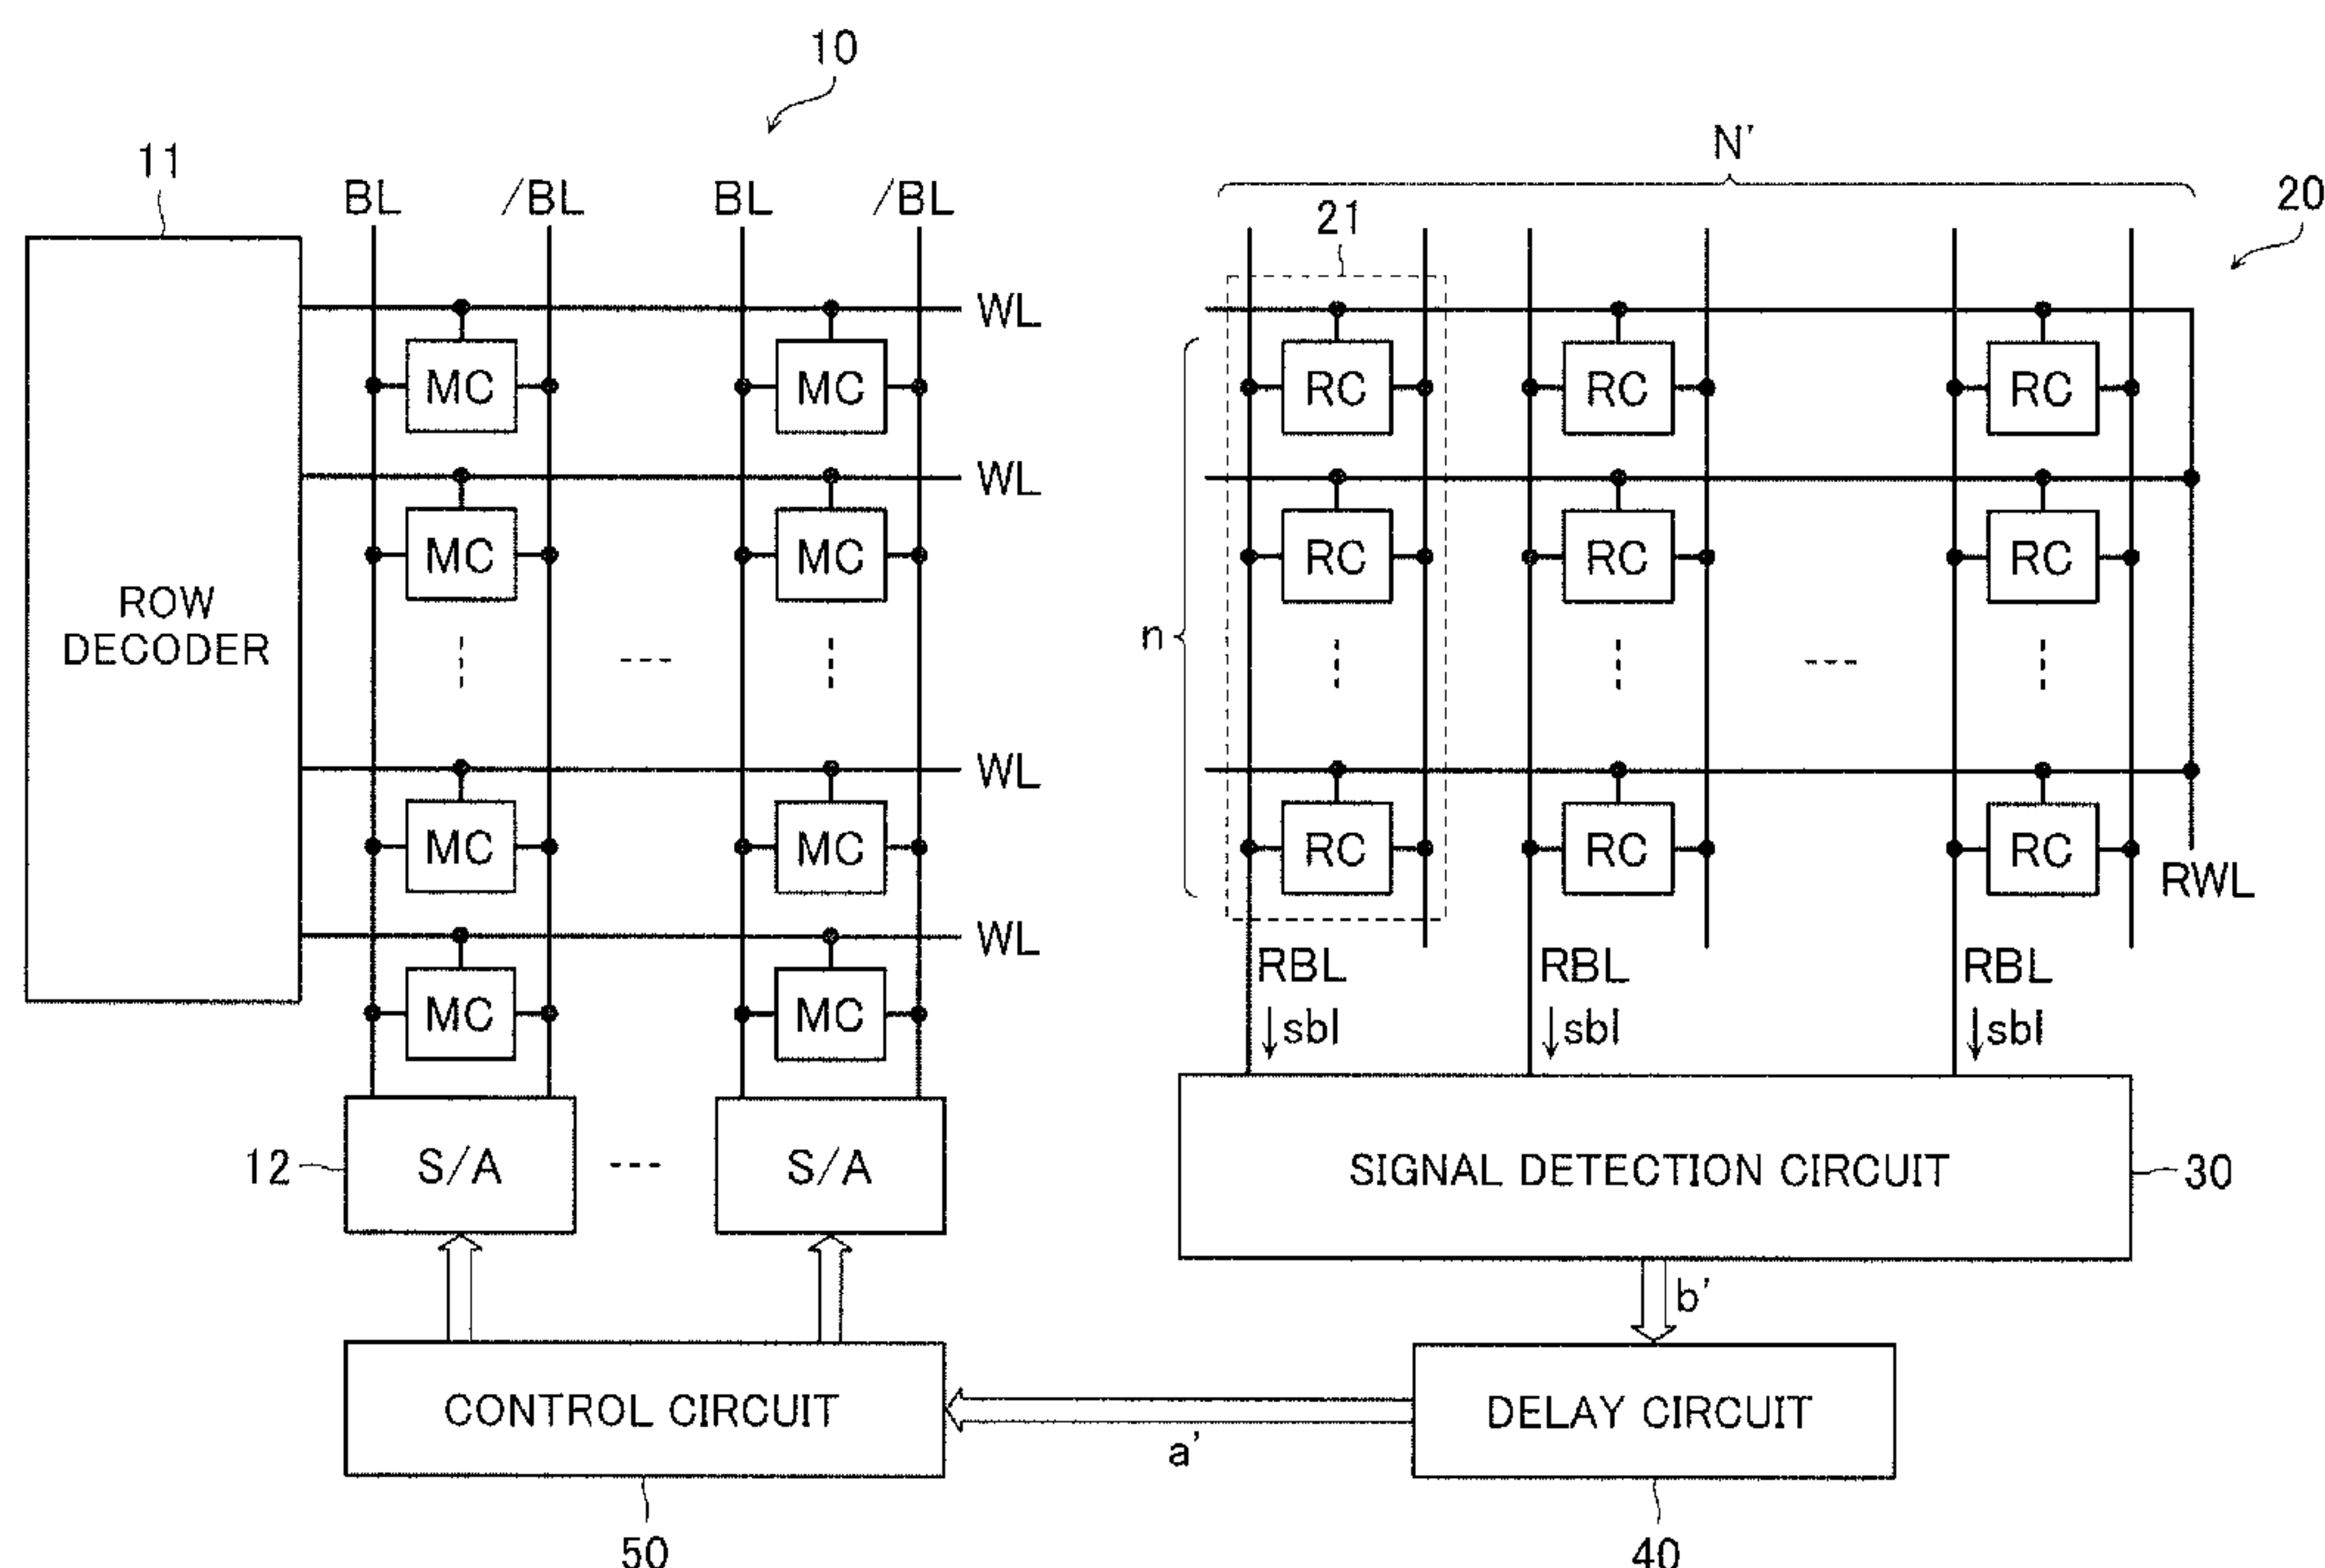 10
N'
11
20
BL /BL BL /BL
21
WL
MC MC RC RC RC
WL
MC MC RC RC RC
ROW
DECODER
n
WL
MC MC RC RC RC
RWL
WL
RBL RBL RBL
MC MC
sbl sbl sbl
12 S/A S/A
SIGNAL DETECTION CIRCUIT 30
b'
CONTROL CIRCUIT
DELAY CIRCUIT
a'
50 40